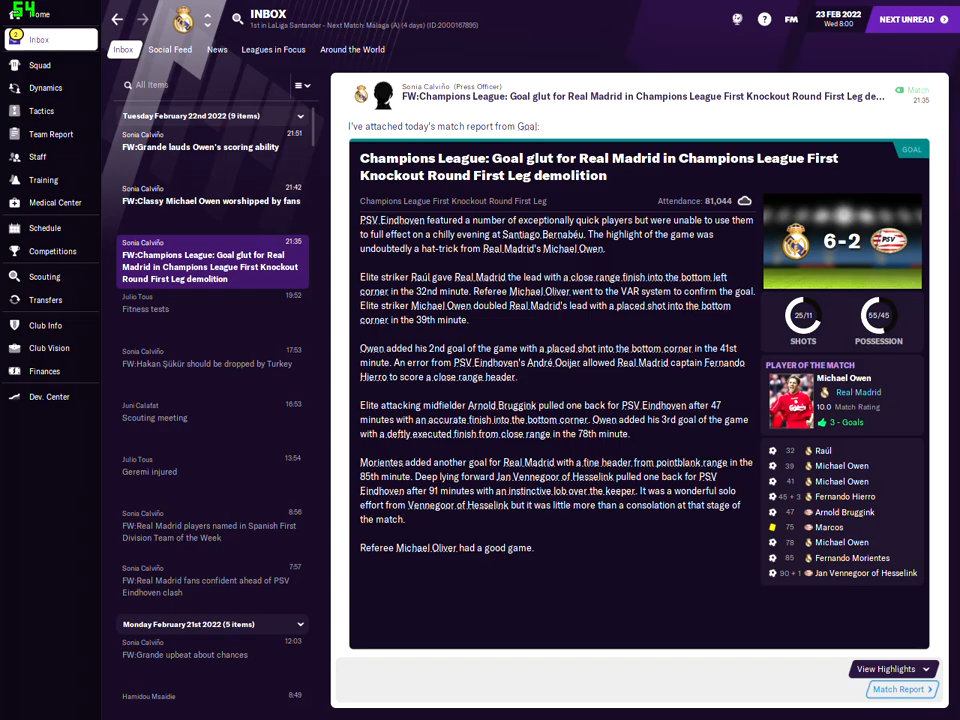 54
Home
2
Inbox
Squad
Dynamics
Tactics
Team Report
Staff
Training
Medical Center
Schedule
Competitions
Scouting
Transfers
Club Info
Club Vision
Finances
Dev. Center
INBOX
1st in LaLiga Santander - Next Match: Málaga (A) (4 days) (ID:2000167895)
FM
23 FEB 2022
Wed 8:00
NEXT UNREAD
Inbox
Social Feed
News
Leagues in Focus
Around the World
All Items
Tuesday February 22nd 2022 (9 items)
Sonia Calviño 21:51
FW:Grande lauds Owen's scoring ability
Sonia Calviño 21:42
FW:Classy Michael Owen worshipped by fans
Sonia Calviño 21:35
FW:Champions League: Goal glut for Real
Madrid in Champions League First Knockout
Round First Leg demolition
Julio Tous 19:52
Fitness tests
Sonia Calviño 17:53
FW:Hakan Şükür should be dropped by Turkey
Juni Calafat 16:53
Scouting meeting
Julio Tous 13:54
Geremi injured
Sonia Calviño 8:56
FW:Real Madrid players named in Spanish First
Division Team of the Week
Sonia Calviño 7:57
FW:Real Madrid fans confident ahead of PSV
Eindhoven clash
Monday February 21st 2022 (5 items)
Sonia Calviño 12:03
FW:Grande upbeat about chances
Hamidou Msaidie 8:49
Sonia Calviño (Press Officer)
FW:Champions League: Goal glut for Real Madrid in Champions League First Knockout Round First Leg de...
Match
21:35
I've attached today's match report from Goal:
GOAL
Champions League: Goal glut for Real Madrid in Champions League First
Knockout Round First Leg demolition
Champions League First Knockout Round First Leg
Attendance: 81,044
PSV Eindhoven featured a number of exceptionally quick players but were unable to use them
to full effect on a chilly evening at Santiago Bernabéu. The highlight of the game was
undoubtedly a hat-trick from Real Madrid's Michael Owen.
Elite striker Raúl gave Real Madrid the lead with a close range finish into the bottom left
corner in the 32nd minute. Referee Michael Oliver went to the VAR system to confirm the goal.
Elite striker Michael Owen doubled Real Madrid's lead with a placed shot into the bottom
corner in the 39th minute.
Owen added his 2nd goal of the game with a placed shot into the bottom corner in the 41st
minute. An error from PSV Eindhoven's André Ooijer allowed Real Madrid captain Fernando
Hierro to score a close range header.
Elite attacking midfielder Arnold Bruggink pulled one back for PSV Eindhoven after 47
minutes with an accurate finish into the bottom corner. Owen added his 3rd goal of the game
with a deftly executed finish from close range in the 78th minute.
Morientes added another goal for Real Madrid with a fine header from pointblank range in the
85th minute. Deep lying forward Jan Vennegoor of Hesselink pulled one back for PSV
Eindhoven after 91 minutes with an instinctive lob over the keeper. It was a wonderful solo
effort from Vennegoor of Hesselink but it was little more than a consolation at that stage of
the match.
Referee Michael Oliver had a good game.
6-2
PSV
25/11
SHOTS
55/45
POSSESSION
PLAYER OF THE MATCH
Michael Owen
Real Madrid
10.0 Match Rating
3 - Goals
32 Raúl
39 Michael Owen
41 Michael Owen
45 + 3 Fernando Hierro
47 Arnold Bruggink
75 Marcos
78 Michael Owen
85 Fernando Morientes
90 + 1 Jan Vennegoor of Hesselink
View Highlights
Match Report